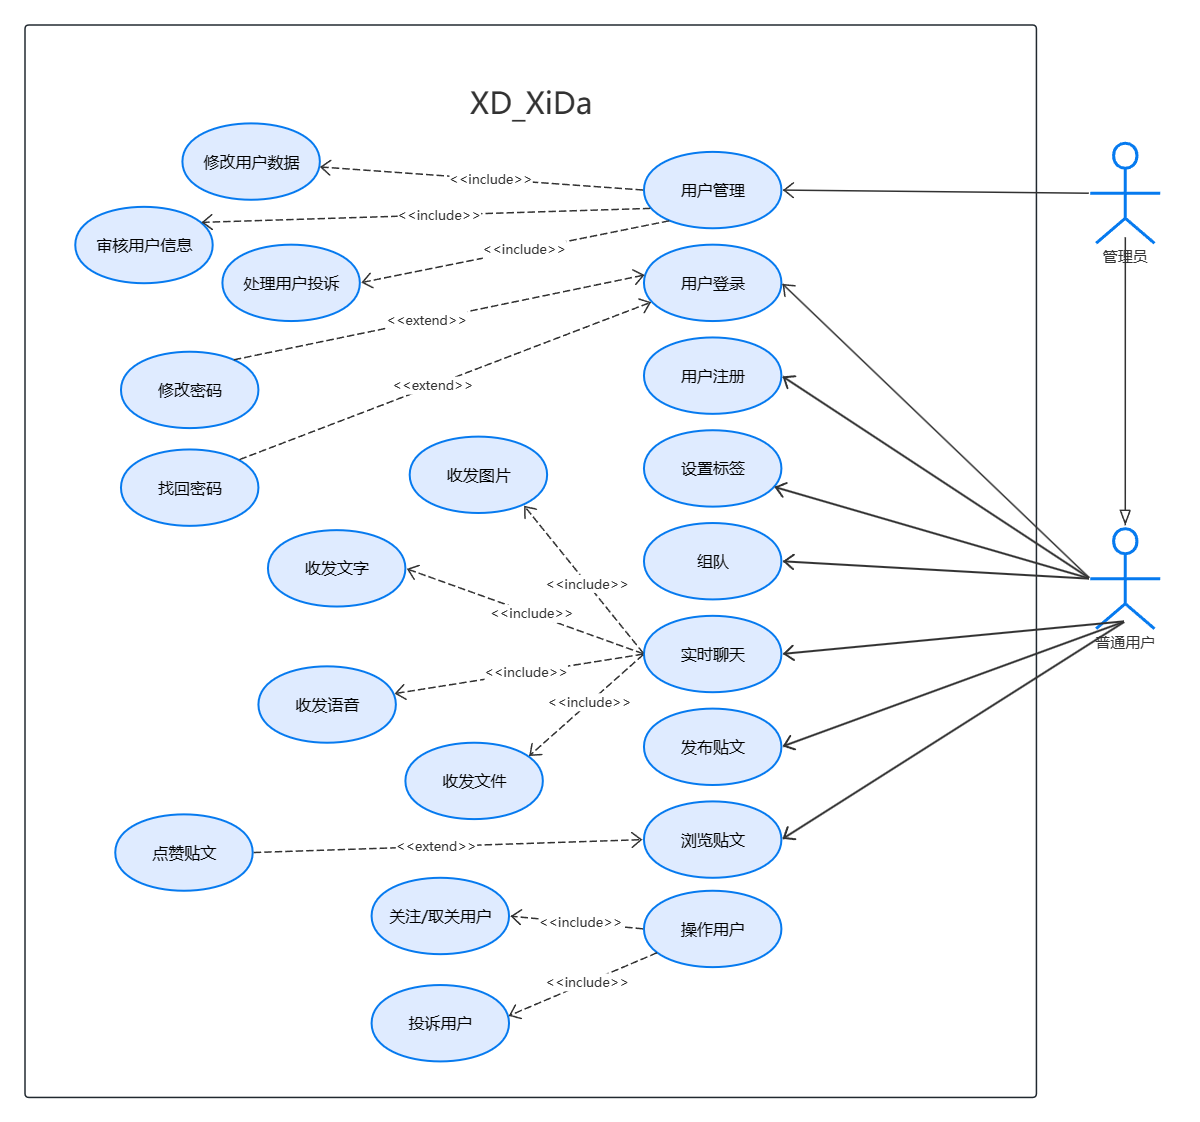 XD_XiDa
修改用户数据
<<include>>
用户管理
管理员
<<include>>
审核用户信息
<<include>>
处理用户投诉
用户登录
<<extend>>
修改密码
用户注册
<<extend>>
找回密码
收发图片
设置标签
收发文字
<<include>>
组队
<<include>>
普通用户
实时聊天
<<include>>
收发语音
<<include>>
发布贴文
收发文件
点赞贴文
<<extend>>
浏览贴文
关注/取关用户
<<include>>
操作用户
<<include>>
投诉用户